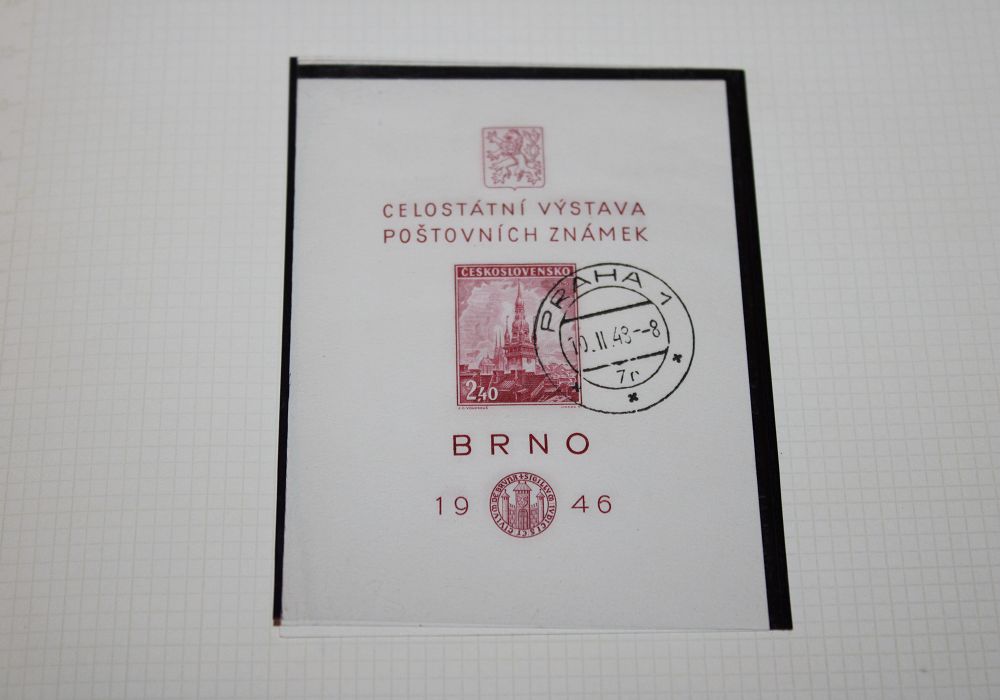 CELOSTÁTNÍ VÝSTAVA
POŠTOVNÍCH ZNÁMEK
ČESKOSLOVENSKO
2,40
PRAHA 1
10.II.48--8
7r
BRNO
19 46